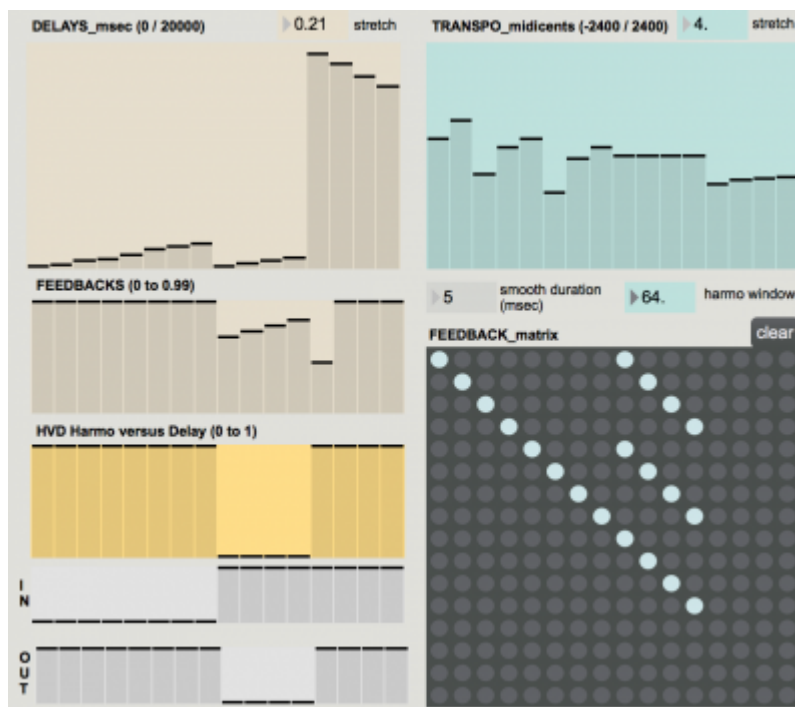 DELAYS_msec (0 / 20000)
0.21
stretch
TRANSPO_midicents (-2400 / 2400)
4.
stretch
FEEDBACKS (0 to 0.99)
5
smooth duration
(msec)
64.
harmo window
FEEDBACK_matrix
clear
HVD Harmo versus Delay (0 to 1)
I
N
O
U
T